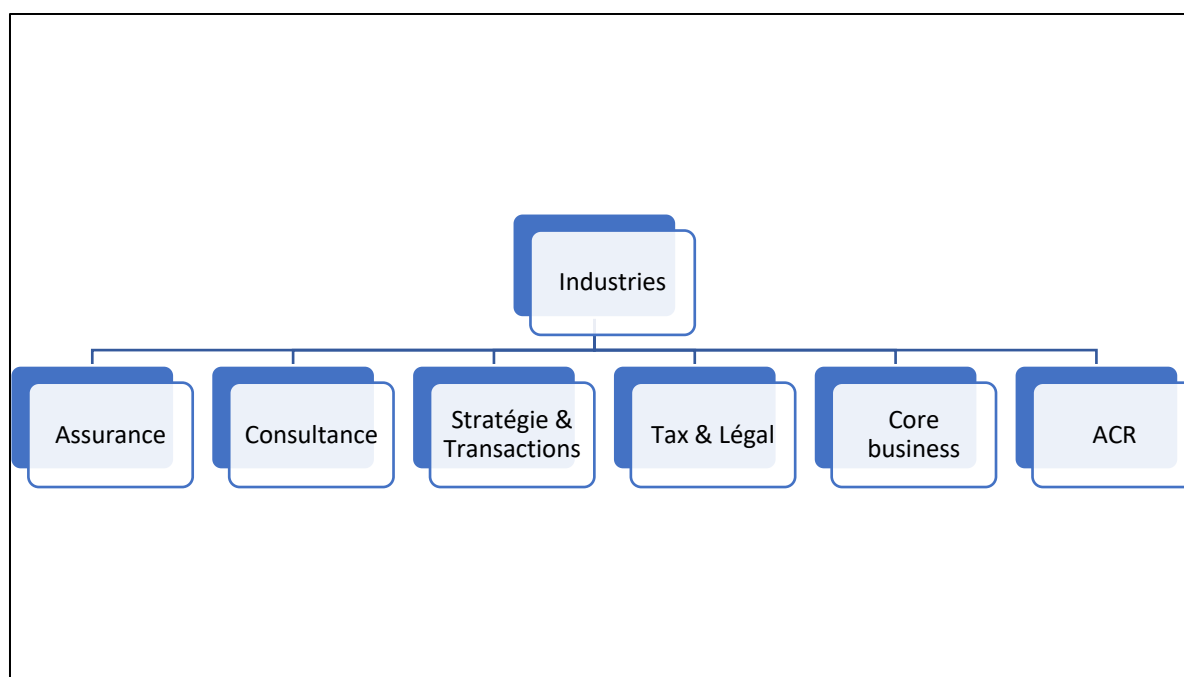 Industries
Assurance
Consultance
Stratégie &
Transactions
Tax & Légal
Core
business
ACR